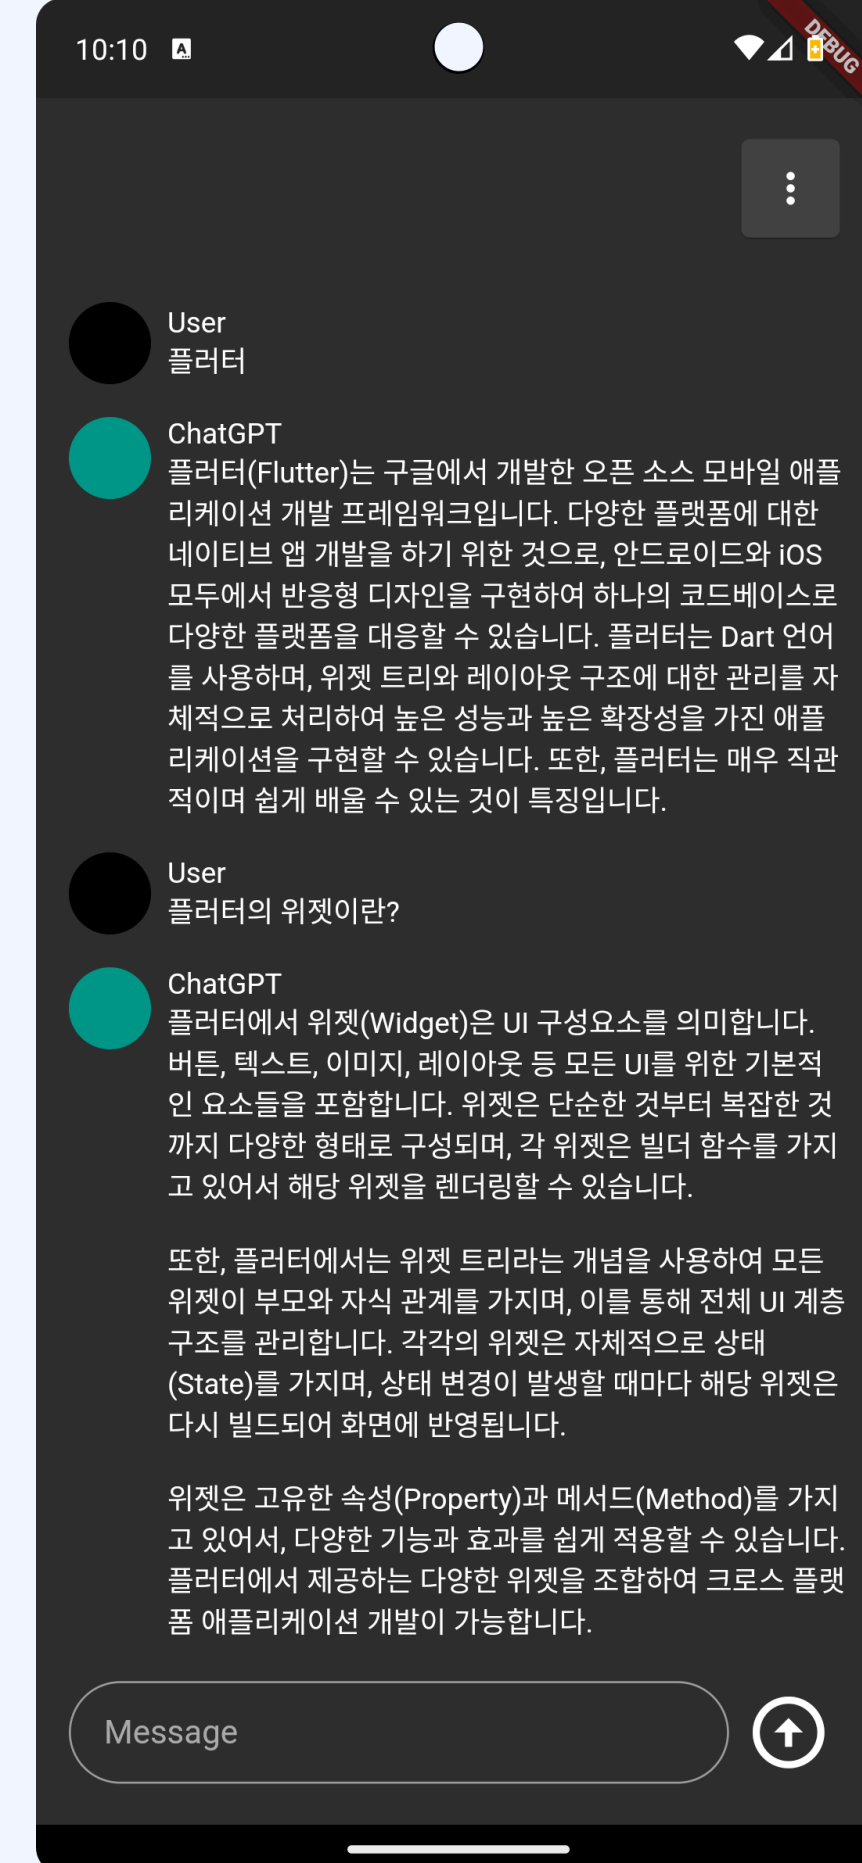 10:10
A
DEBUG
User
플러터
ChatGPT
플러터(Flutter)는 구글에서 개발한 오픈 소스 모바일 애플
리케이션 개발 프레임워크입니다. 다양한 플랫폼에 대한
네이티브 앱 개발을 하기 위한 것으로, 안드로이드와 iOS
모두에서 반응형 디자인을 구현하여 하나의 코드베이스로
다양한 플랫폼을 대응할 수 있습니다. 플러터는 Dart 언어
를 사용하며, 위젯 트리와 레이아웃 구조에 대한 관리를 자
체적으로 처리하여 높은 성능과 높은 확장성을 가진 애플
리케이션을 구현할 수 있습니다. 또한, 플러터는 매우 직관
적이며 쉽게 배울 수 있는 것이 특징입니다.
User
플러터의 위젯이란?
ChatGPT
플러터에서 위젯(Widget)은 UI 구성요소를 의미합니다.
버튼, 텍스트, 이미지, 레이아웃 등 모든 UI를 위한 기본적
인 요소들을 포함합니다. 위젯은 단순한 것부터 복잡한 것
까지 다양한 형태로 구성되며, 각 위젯은 빌더 함수를 가지
고 있어서 해당 위젯을 렌더링할 수 있습니다.
또한, 플러터에서는 위젯 트리라는 개념을 사용하여 모든
위젯이 부모와 자식 관계를 가지며, 이를 통해 전체 UI 계층
구조를 관리합니다. 각각의 위젯은 자체적으로 상태
(State)를 가지며, 상태 변경이 발생할 때마다 해당 위젯은
다시 빌드되어 화면에 반영됩니다.
위젯은 고유한 속성(Property)과 메서드(Method)를 가지
고 있어서, 다양한 기능과 효과를 쉽게 적용할 수 있습니다.
플러터에서 제공하는 다양한 위젯을 조합하여 크로스 플랫
폼 애플리케이션 개발이 가능합니다.
Message